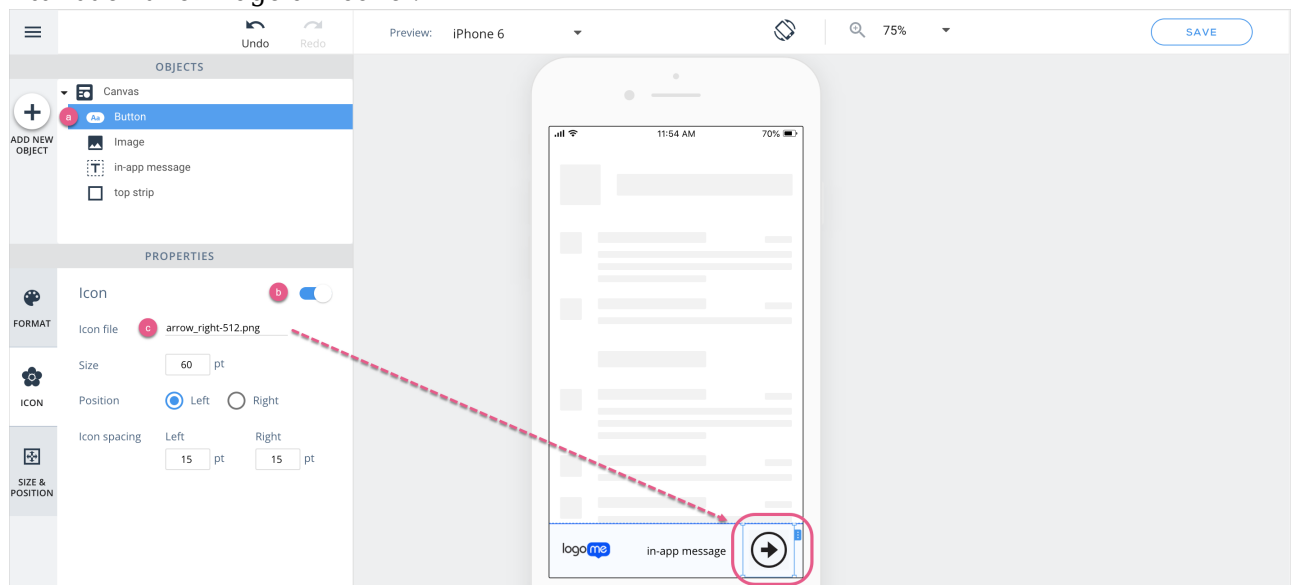 Undo
Redo
Preview: iPhone 6
75%
SAVE
OBJECTS
Canvas
a Aa Button
ADD NEW OBJECT
Image
T in-app message
top strip
PROPERTIES
FORMAT
Icon b
Icon file c arrow_right-512.png
Size 60 pt
ICON
Position Left Right
Icon spacing Left Right
15 pt 15 pt
SIZE & POSITION
11:54 AM 70%
logome in-app message